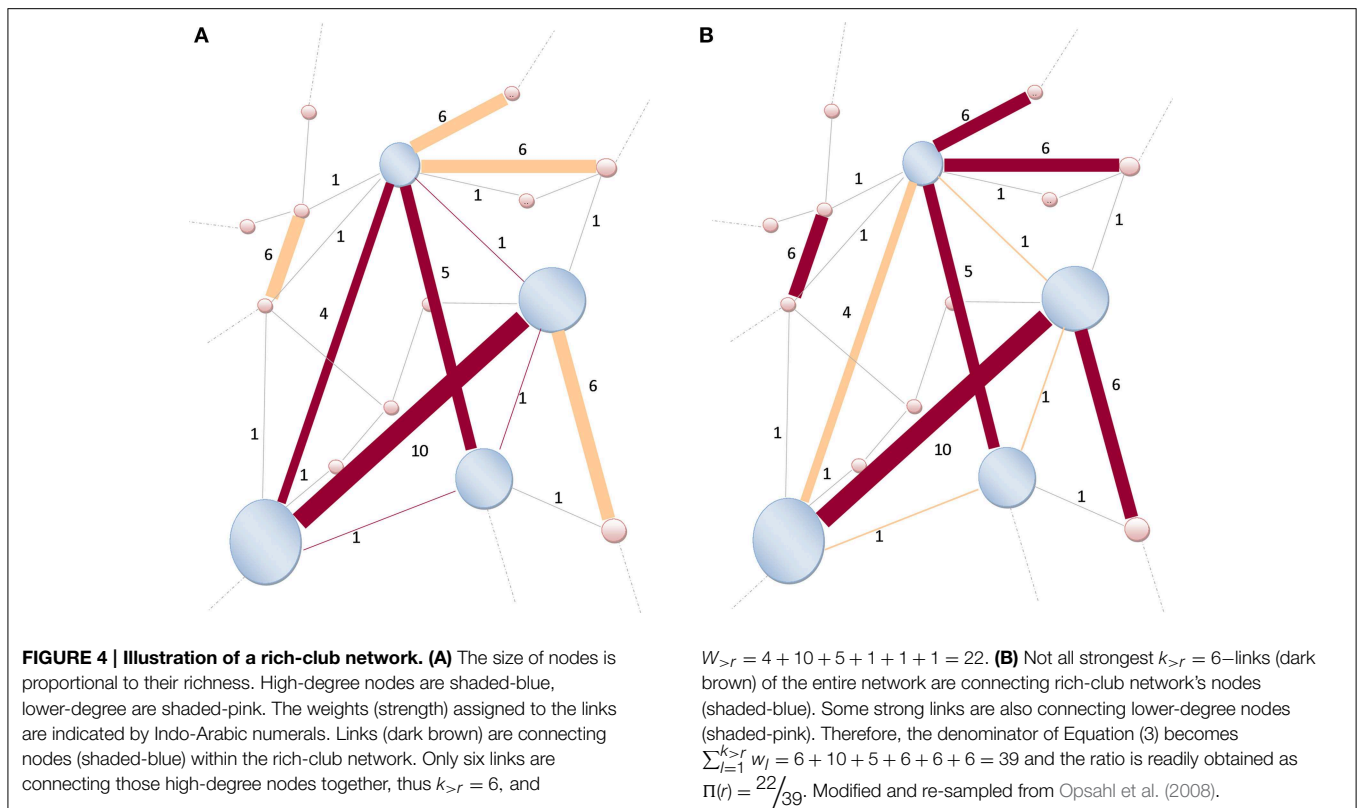 A
B
6
6
1
1
1
1
1
6
5
4
6
1
10
1
1
1
1
6
6
1
1
1
1
1
6
5
4
6
1
10
1
1
1
1
FIGURE 4 | Illustration of a rich-club network. (A) The size of nodes is
proportional to their richness. High-degree nodes are shaded-blue,
lower-degree are shaded-pink. The weights (strength) assigned to the links
are indicated by Indo-Arabic numerals. Links (dark brown) are connecting
nodes (shaded-blue) within the rich-club network. Only six links are
connecting those high-degree nodes together, thus k>r = 6, and
W>r = 4 + 10 + 5 + 1 + 1 + 1 = 22. (B) Not all strongest k>r = 6−links (dark
brown) of the entire network are connecting rich-club network's nodes
(shaded-blue). Some strong links are also connecting lower-degree nodes
(shaded-pink). Therefore, the denominator of Equation (3) becomes
∑_{l=1}^{k>r} w_l = 6 + 10 + 5 + 6 + 6 + 6 = 39 and the ratio is readily obtained as
Π(r) = 22/39. Modified and re-sampled from Opsahl et al. (2008).